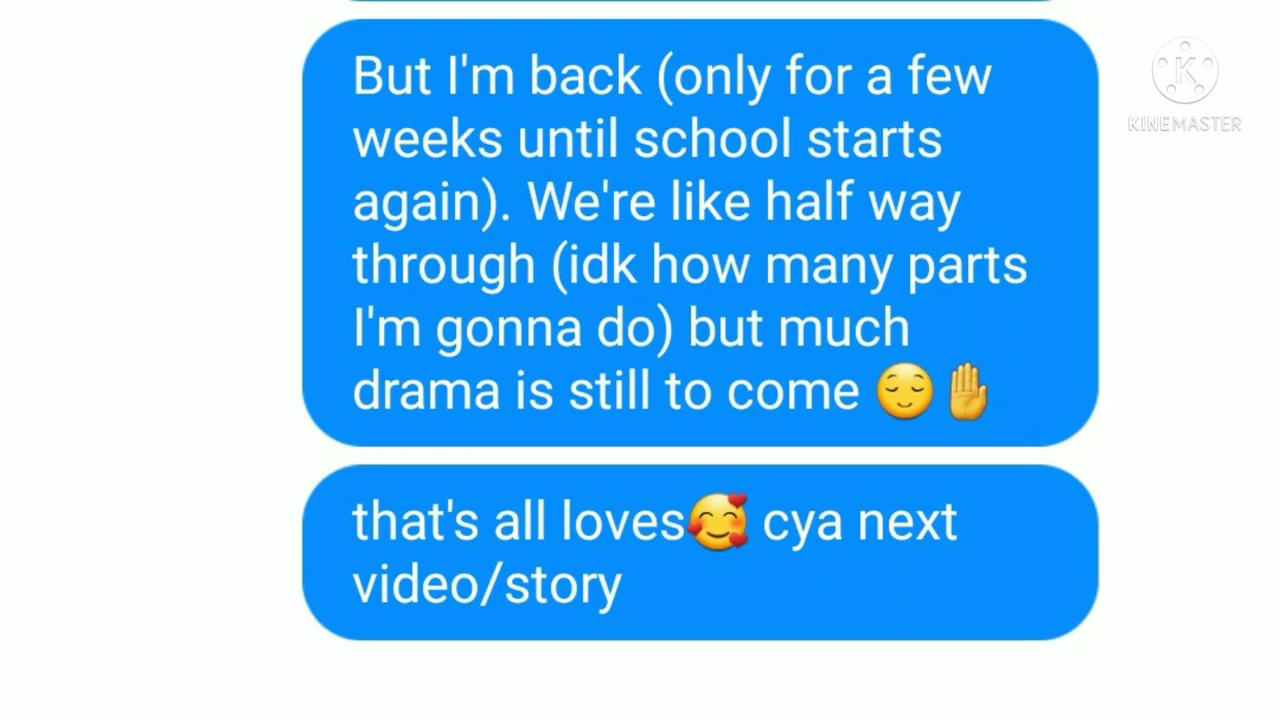 But I'm back (only for a few
weeks until school starts
again). We're like half way
through (idk how many parts
I'm gonna do) but much
drama is still to come 😌✋
that's all loves🥰 cya next
video/story
K
KINEMASTER